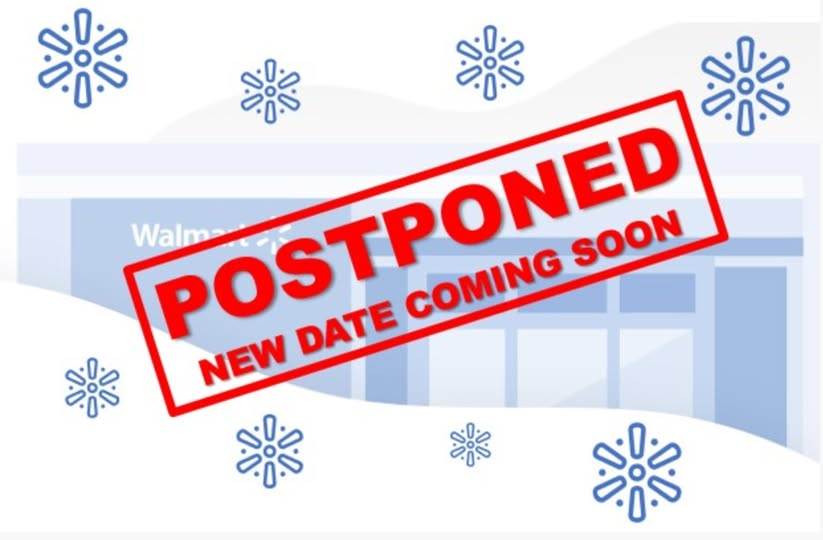 Walmart
POSTPONED
NEW DATE COMING SOON